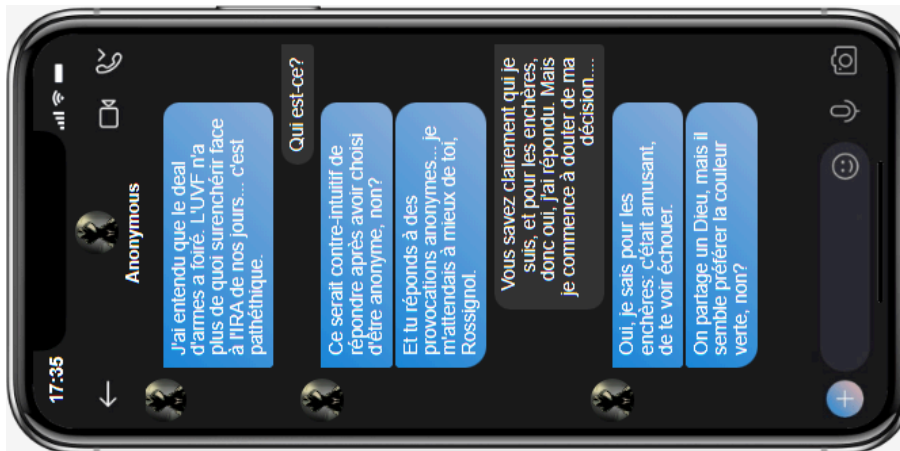 17:35
Anonymous
J'ai entendu que le deal
d'armes a foiré. L'UVF n'a
plus de quoi surenchérir face
à l'IRA de nos jours... c'est
pathéthique.
Qui est-ce?
Ce serait contre-intuitif de
répondre après avoir choisi
d'être anonyme, non?
Et tu réponds à des
provocations anonymes... je
m'attendais à mieux de toi,
Rossignol.
Vous savez clairement qui je
suis, et pour les enchères,
donc oui, j'ai répondu. Mais
je commence à douter de ma
décision....
Oui, je sais pour les
enchères: c'était amusant,
de te voir échouer.
On partage un Dieu, mais il
semble préférer la couleur
verte, non?